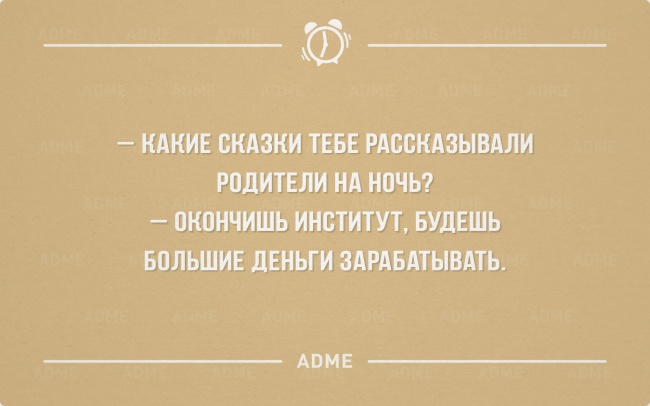 — КАКИЕ СКАЗКИ ТЕБЕ РАССКАЗЫВАЛИ
РОДИТЕЛИ НА НОЧЬ?
— ОКОНЧИШЬ ИНСТИТУТ, БУДЕШЬ
БОЛЬШИЕ ДЕНЬГИ ЗАРАБАТЫВАТЬ.
ADME